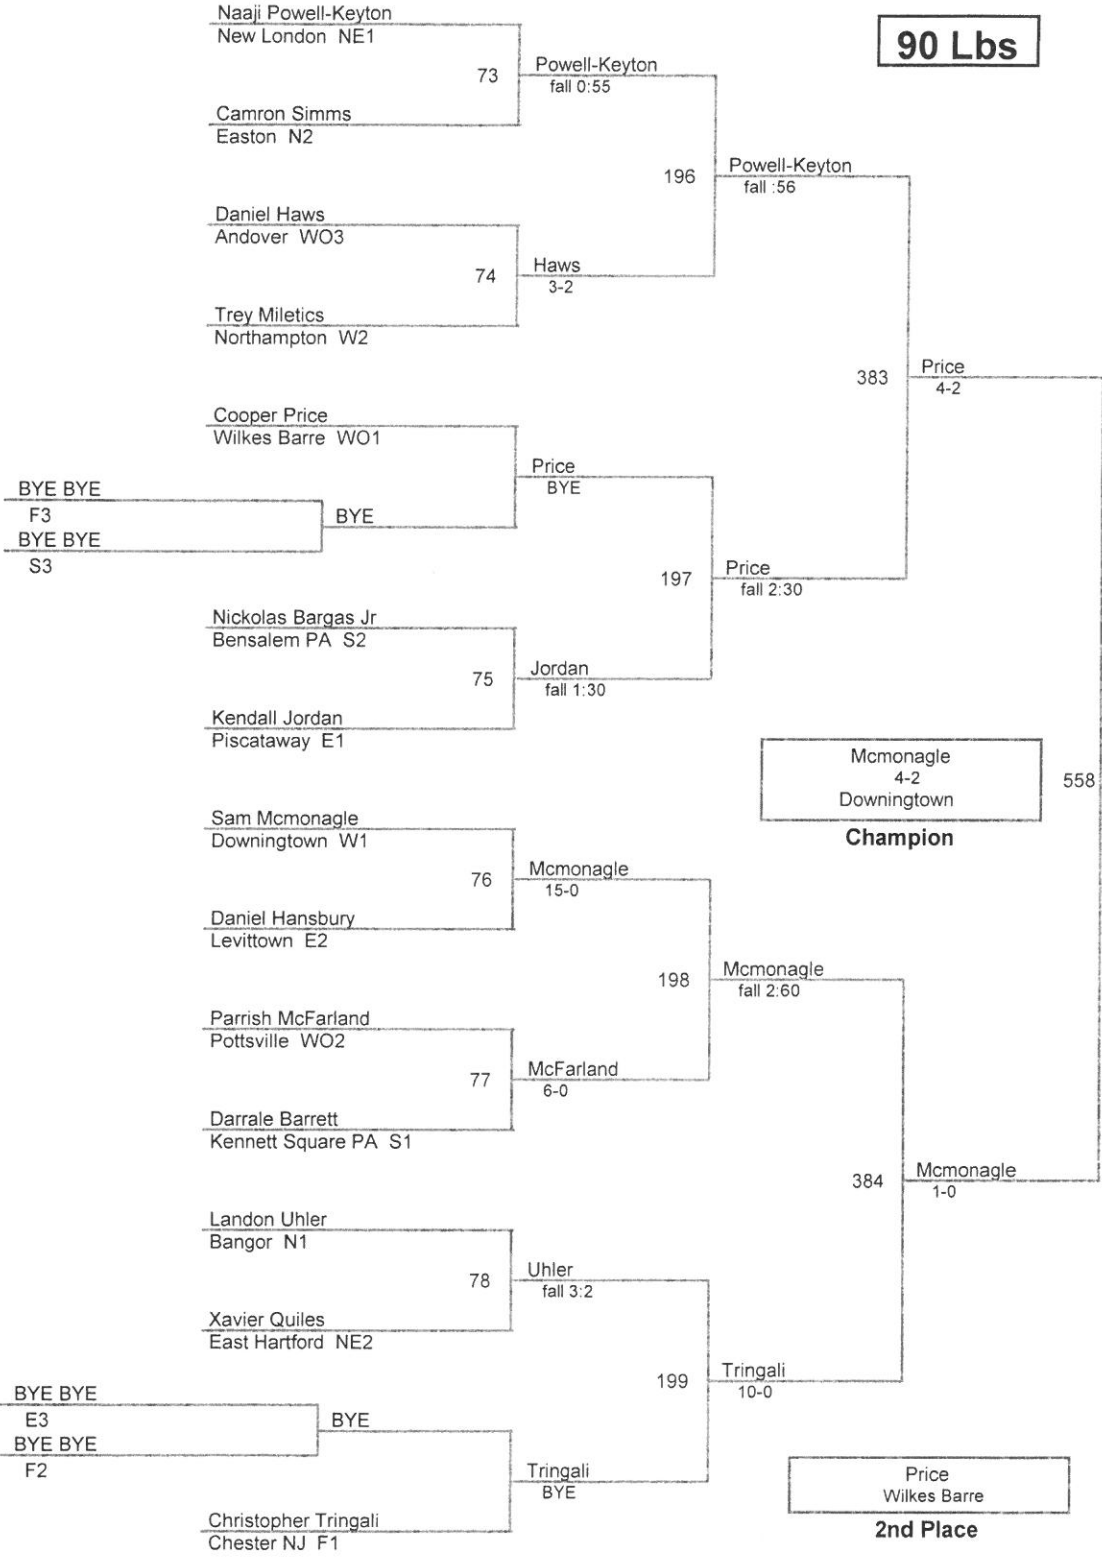 Naaji Powell-Keyton
New London NE1
90 Lbs
73
Powell-Keyton
fall 0:55
Camron Simms
Easton N2
196
Powell-Keyton
fall :56
Daniel Haws
Andover WO3
74
Haws
3-2
Trey Miletics
Northampton W2
383
Price
4-2
Cooper Price
Wilkes Barre WO1
Price
BYE
BYE BYE
F3
BYE
BYE BYE
S3
197
Price
fall 2:30
Nickolas Bargas Jr
Bensalem PA S2
75
Jordan
fall 1:30
Kendall Jordan
Piscataway E1
Mcmonagle
4-2
Downingtown
558
Champion
Sam Mcmonagle
Downingtown W1
76
Mcmonagle
15-0
Daniel Hansbury
Levittown E2
198
Mcmonagle
fall 2:60
Parrish McFarland
Pottsville WO2
77
McFarland
6-0
Darrale Barrett
Kennett Square PA S1
384
Mcmonagle
1-0
Landon Uhler
Bangor N1
78
Uhler
fall 3:2
Xavier Quiles
East Hartford NE2
199
Tringali
10-0
BYE BYE
E3
BYE
BYE BYE
F2
Tringali
BYE
Christopher Tringali
Chester NJ F1
Price
Wilkes Barre
2nd Place